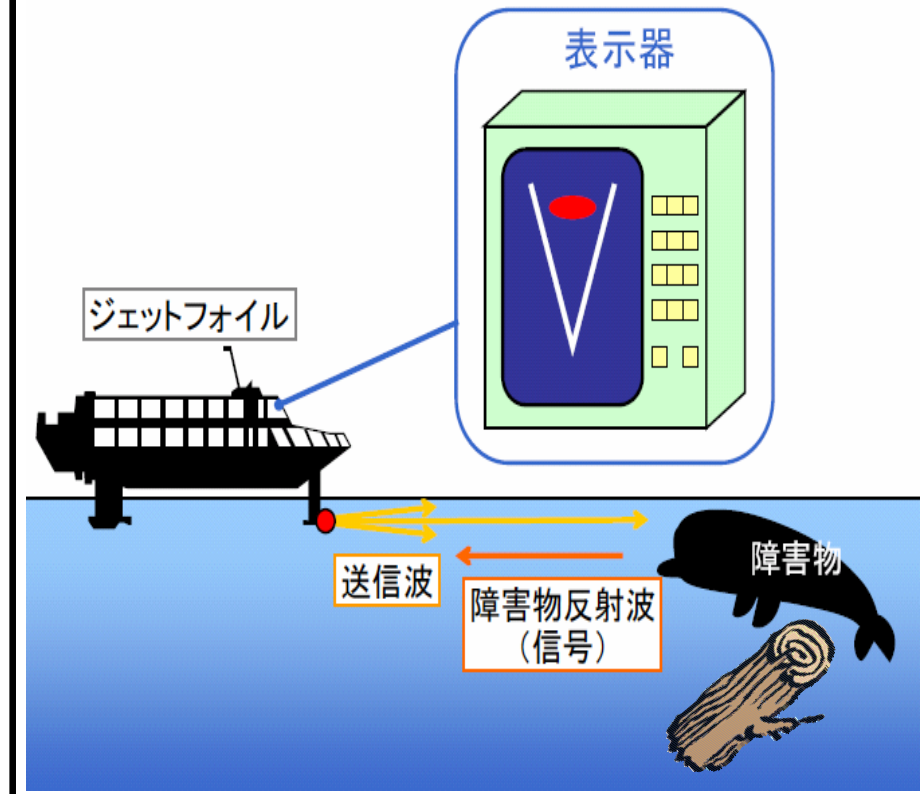 表示器
ジェットフォイル
送信波
障害物反射波
（信号）
障害物